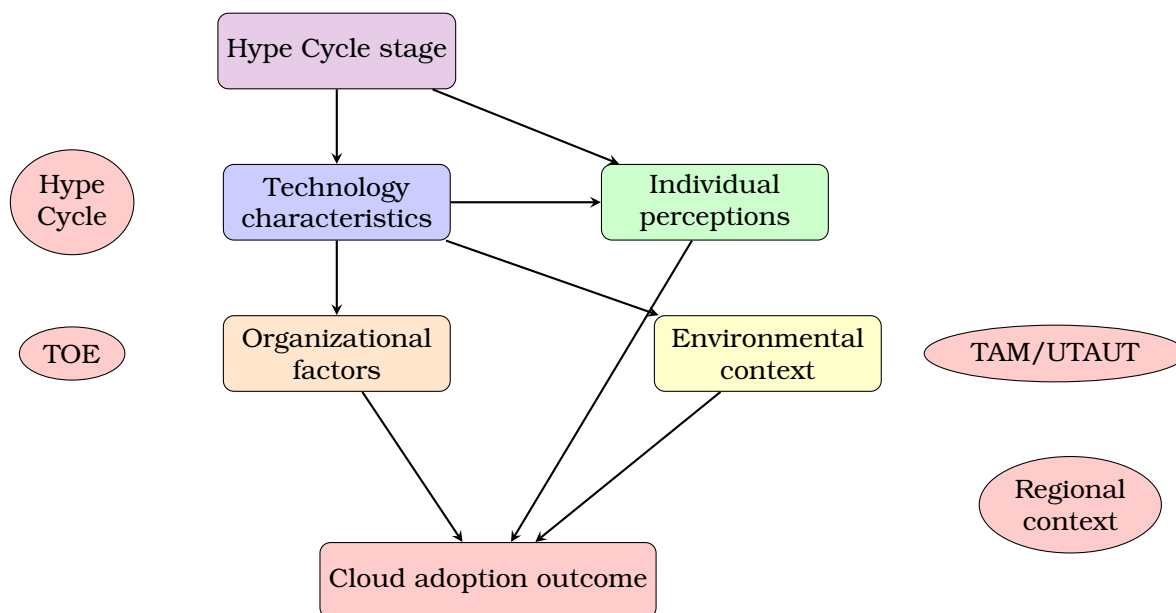 Hype Cycle stage
Hype
Cycle
Technology
characteristics
Individual
perceptions
TOE
Organizational
factors
Environmental
context
TAM/UTAUT
Regional
context
Cloud adoption outcome